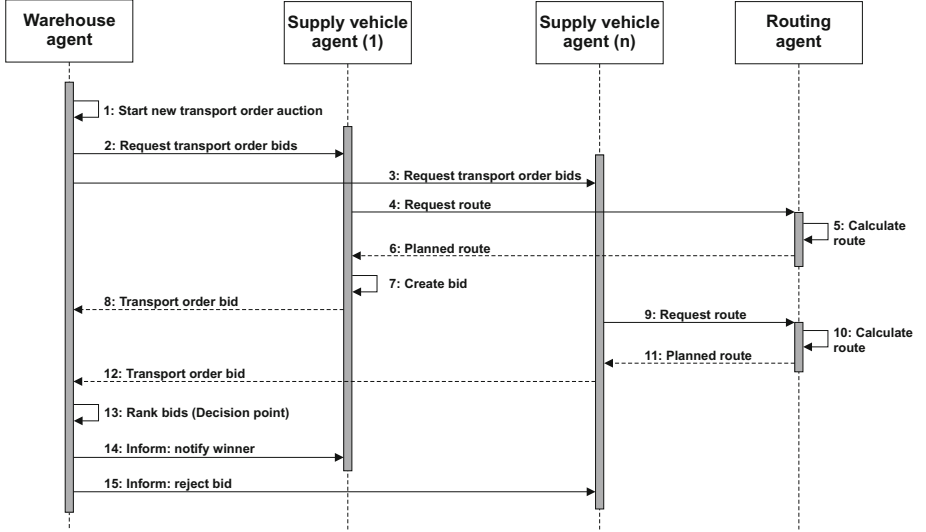 Warehouse
agent
Supply vehicle
agent (1)
Supply vehicle
agent (n)
Routing
agent
1: Start new transport order auction
2: Request transport order bids
3: Request transport order bids
4: Request route
5: Calculate
route
6: Planned route
7: Create bid
8: Transport order bid
9: Request route
10: Calculate
route
11: Planned route
12: Transport order bid
13: Rank bids (Decision point)
14: Inform: notify winner
15: Inform: reject bid